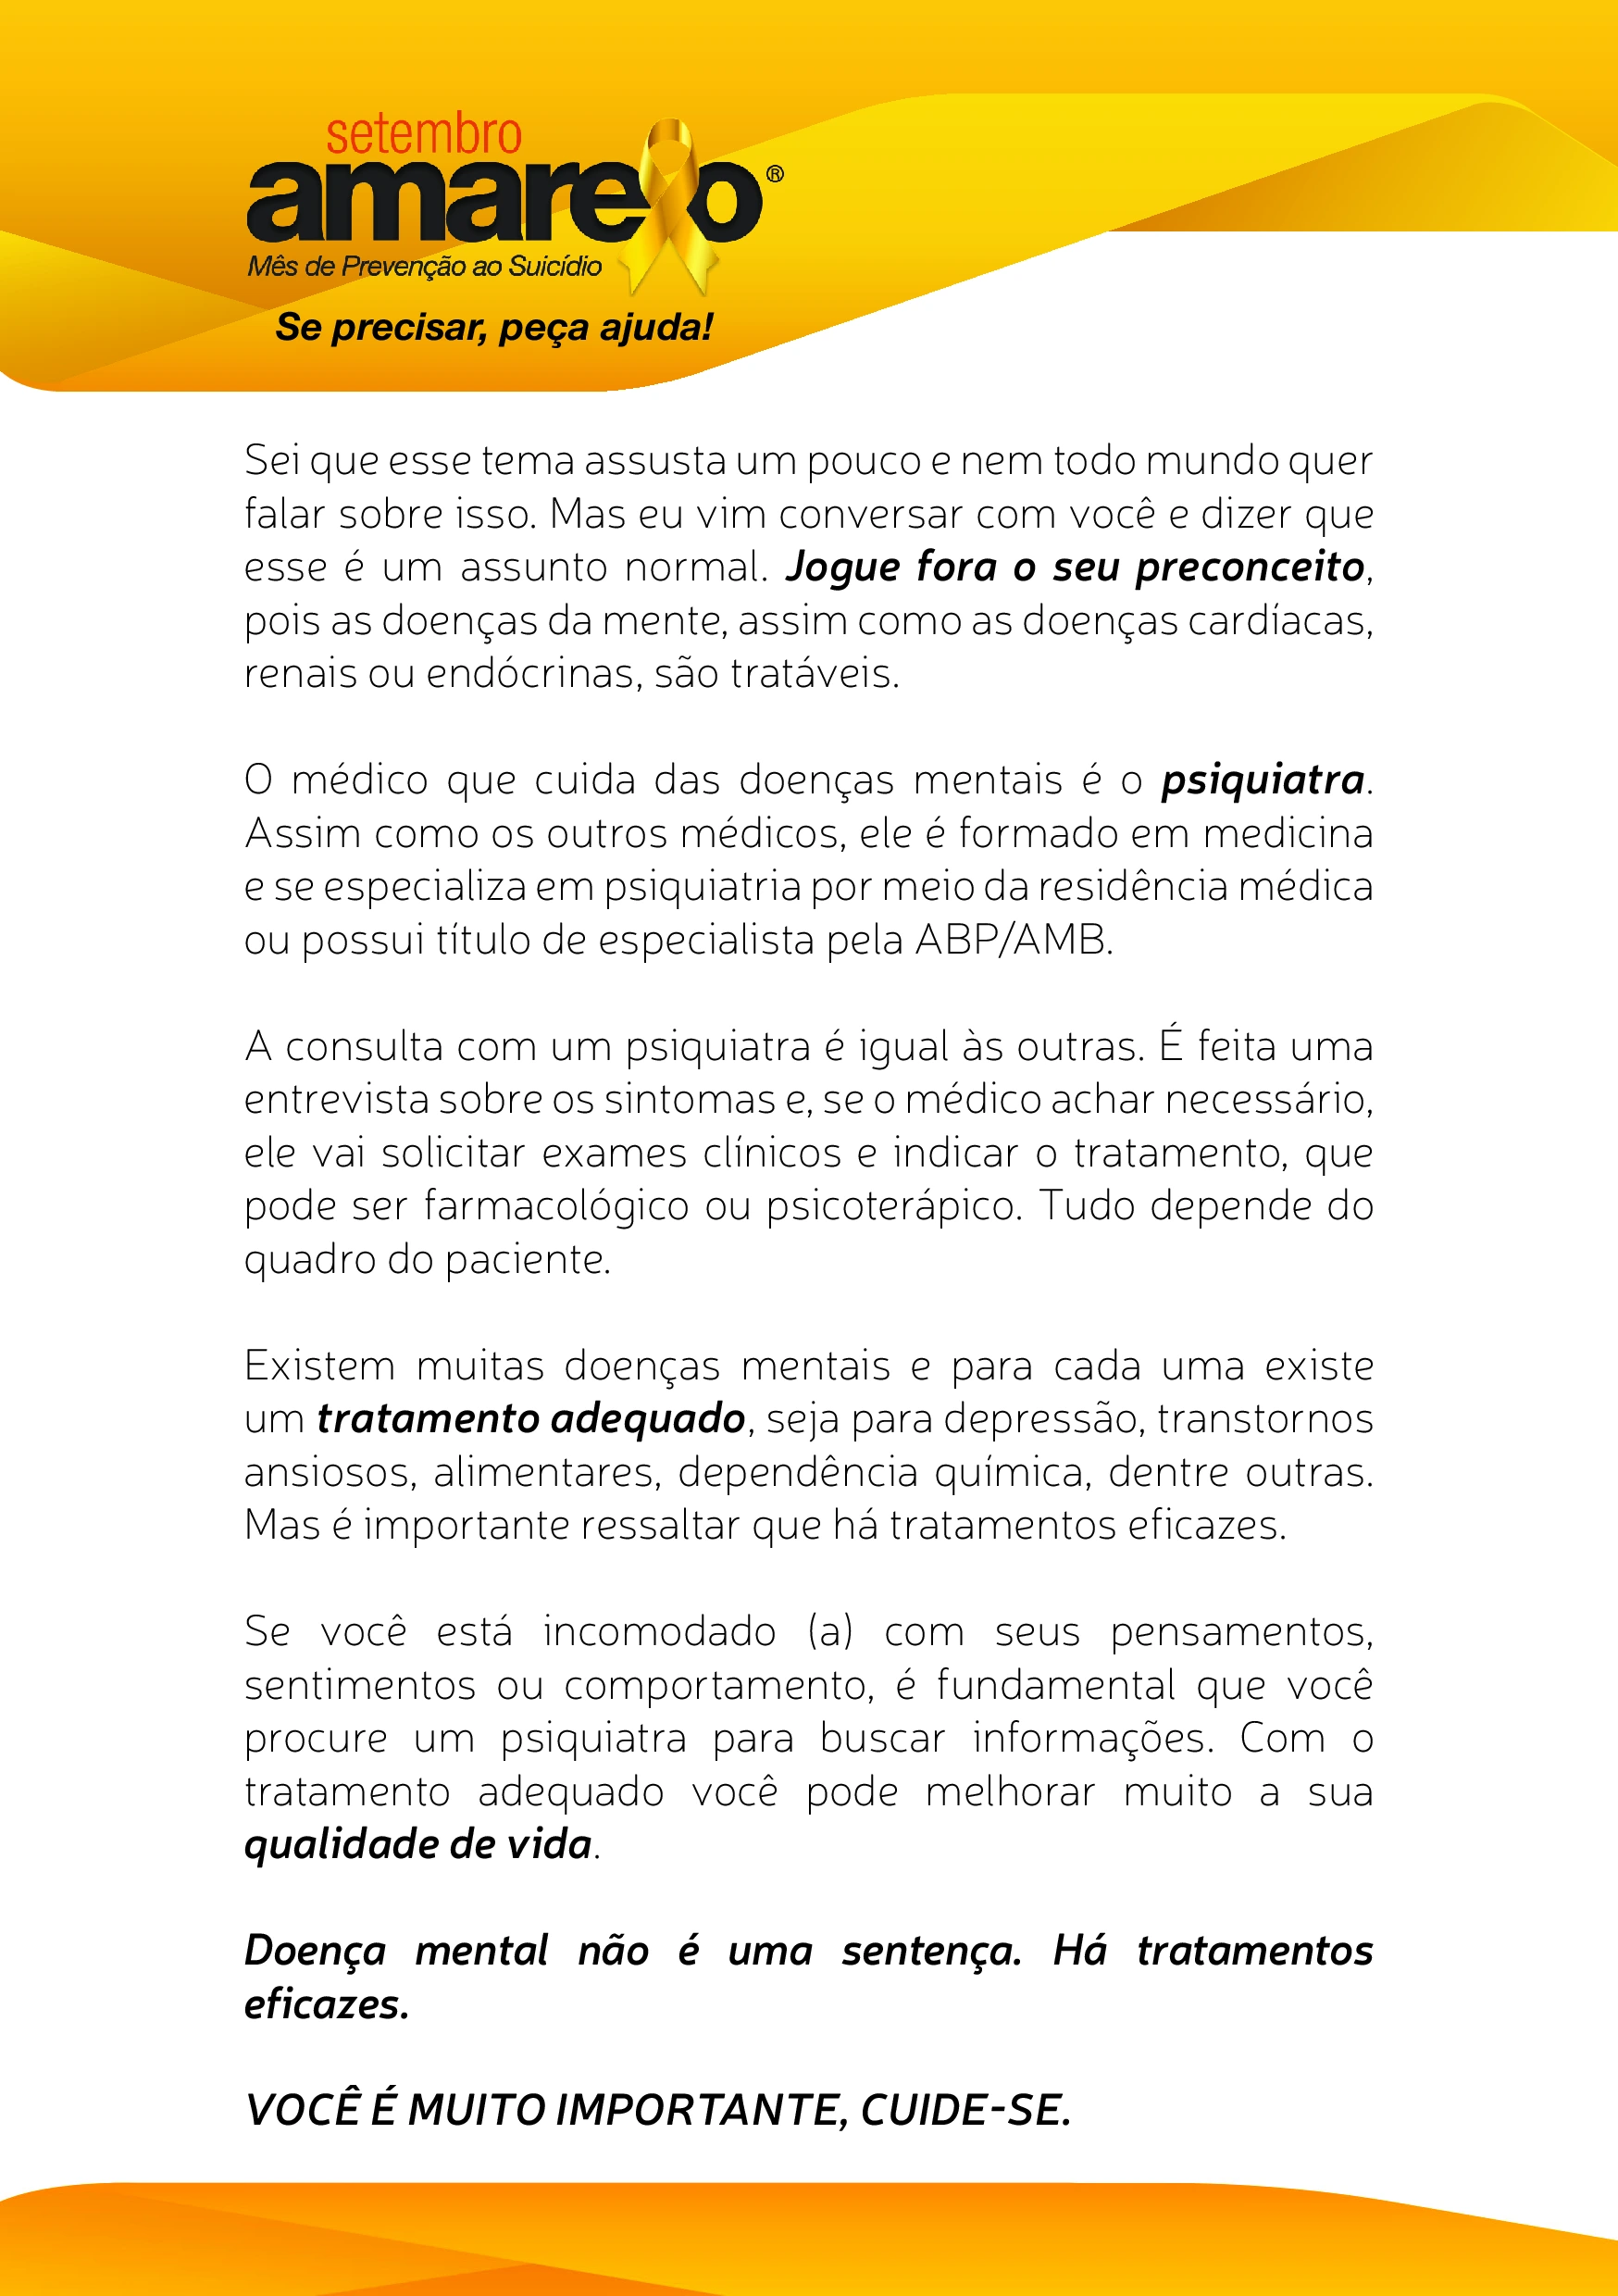 setembro
amarelo®
Mês de Prevenção ao Suicídio
Se precisar, peça ajuda!
Sei que esse tema assusta um pouco e nem todo mundo quer
falar sobre isso. Mas eu vim conversar com você e dizer que
esse é um assunto normal. Jogue fora o seu preconceito,
pois as doenças da mente, assim como as doenças cardíacas,
renais ou endócrinas, são tratáveis.
O médico que cuida das doenças mentais é o psiquiatra.
Assim como os outros médicos, ele é formado em medicina
e se especializa em psiquiatria por meio da residência médica
ou possui título de especialista pela ABP/AMB.
A consulta com um psiquiatra é igual às outras. É feita uma
entrevista sobre os sintomas e, se o médico achar necessário,
ele vai solicitar exames clínicos e indicar o tratamento, que
pode ser farmacológico ou psicoterápico. Tudo depende do
quadro do paciente.
Existem muitas doenças mentais e para cada uma existe
um tratamento adequado, seja para depressão, transtornos
ansiosos, alimentares, dependência química, dentre outras.
Mas é importante ressaltar que há tratamentos eficazes.
Se você está incomodado (a) com seus pensamentos,
sentimentos ou comportamento, é fundamental que você
procure um psiquiatra para buscar informações. Com o
tratamento adequado você pode melhorar muito a sua
qualidade de vida.
Doença mental não é uma sentença. Há tratamentos
eficazes.
VOCÊ É MUITO IMPORTANTE, CUIDE-SE.